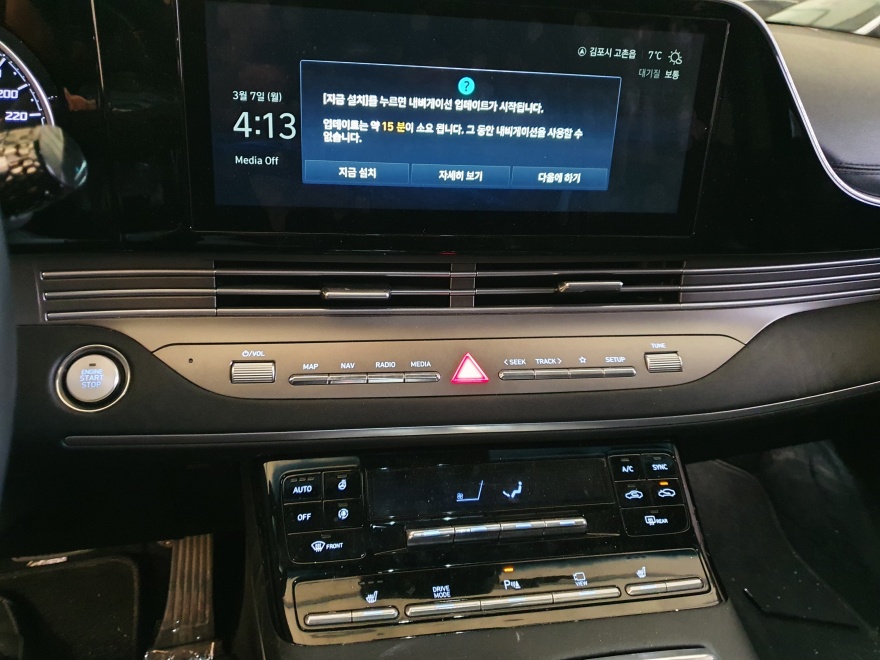 김포시 고촌읍 7℃
대기질 보통
3월 7일 (월)
4:13
Media Off
?
[지금 설치]를 누르면 내비게이션 업데이트가 시작됩니다.
업데이트는 약 15 분이 소요 됩니다. 그 동안 내비게이션을 사용할 수
없습니다.
지금 설치 자세히 보기 다음에 하기
200
220
ENGINE
START
STOP
/VOL
MAP NAV RADIO MEDIA
< SEEK TRACK > ☆ SETUP
TUNE
AUTO
OFF
FRONT
A/C SYNC
REAR
DRIVE
MODE
P
VIEW